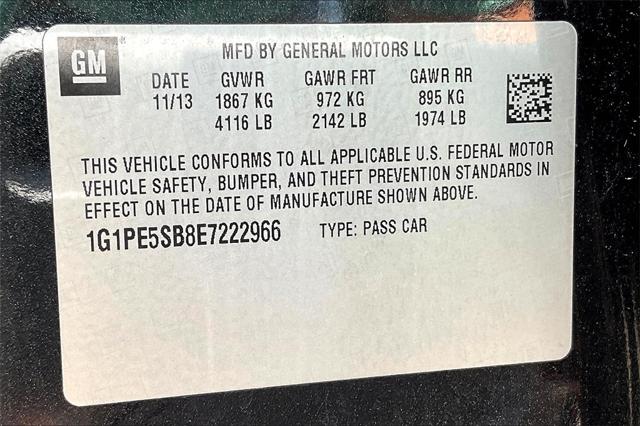 GM
MFD BY GENERAL MOTORS LLC
DATE GVWR GAWR FRT GAWR RR
11/13 1867 KG 972 KG 895 KG
4116 LB 2142 LB 1974 LB
THIS VEHICLE CONFORMS TO ALL APPLICABLE U.S. FEDERAL MOTOR
VEHICLE SAFETY, BUMPER, AND THEFT PREVENTION STANDARDS IN
EFFECT ON THE DATE OF MANUFACTURE SHOWN ABOVE.
1G1PE5SB8E7222966 TYPE: PASS CAR